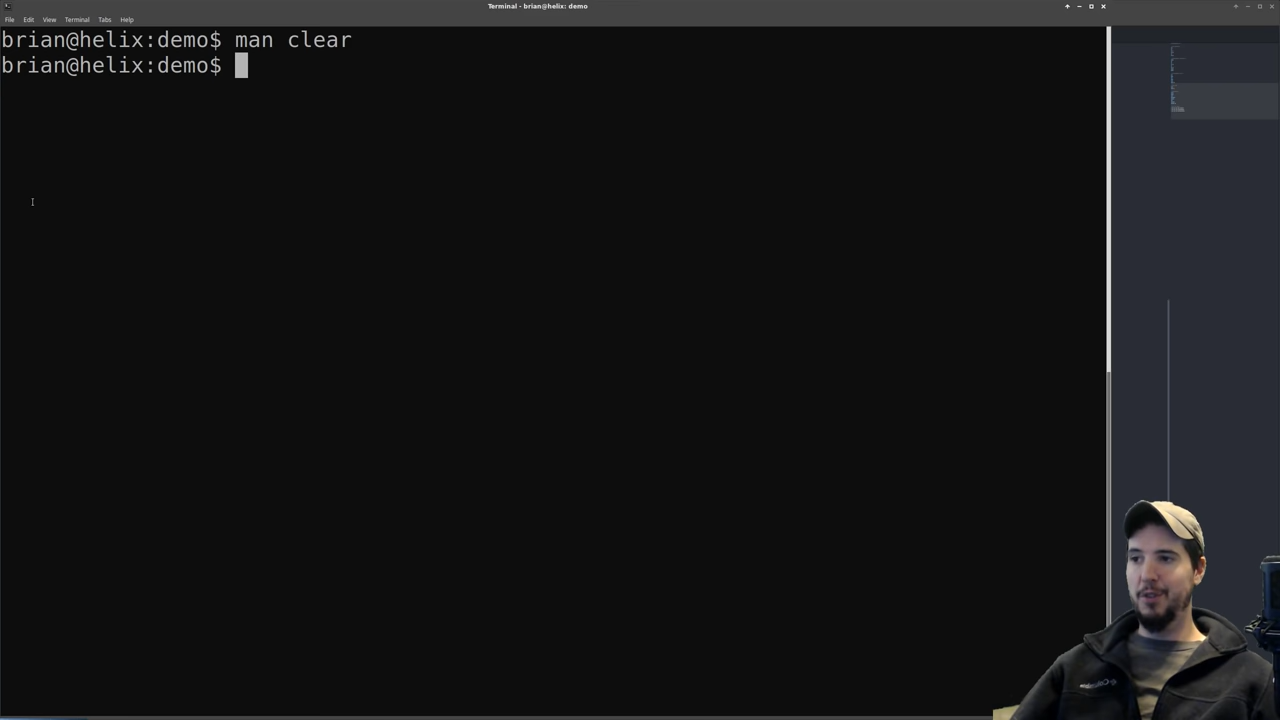 Terminal - brian@helix: demo
File Edit View Terminal Tabs Help
brian@helix:demo$ man clear
brian@helix:demo$